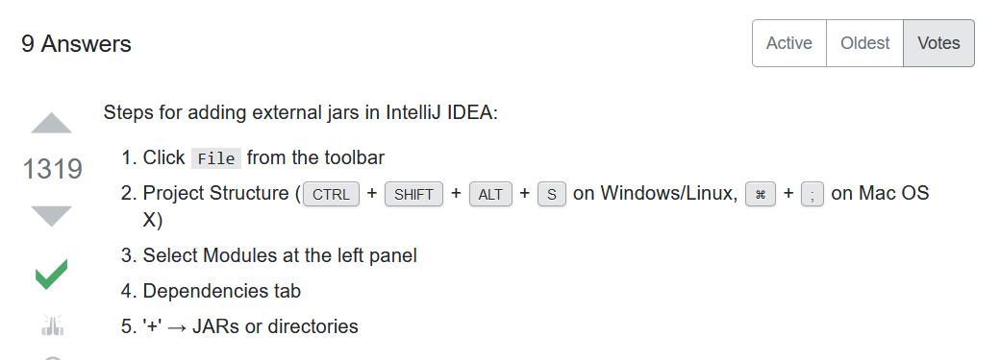 9 Answers
Active Oldest Votes
Steps for adding external jars in IntelliJ IDEA:
1319
1. Click File from the toolbar
2. Project Structure (CTRL + SHIFT + ALT + S on Windows/Linux, ⌘ + ; on Mac OS
X)
3. Select Modules at the left panel
4. Dependencies tab
5. '+' → JARs or directories